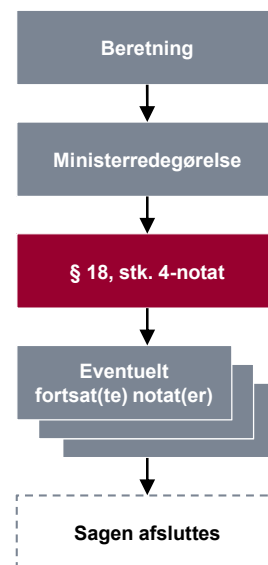 Beretning
Ministerredegørelse
§ 18, stk. 4-notat
Eventuelt
fortsat(te) notat(er)
Sagen afsluttes